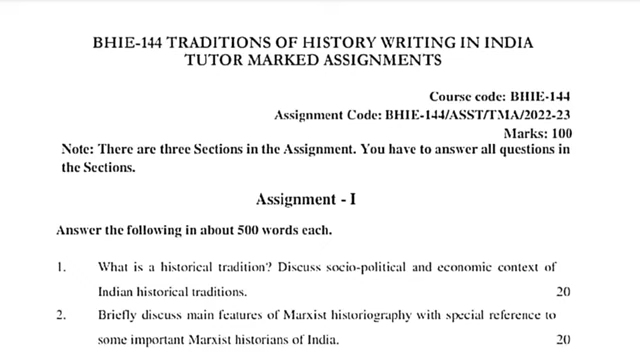 BHIE-144 TRADITIONS OF HISTORY WRITING IN INDIA
TUTOR MARKED ASSIGNMENTS
Course code: BHIE-144
Assignment Code: BHIE-144/ASST/TMA/2022-23
Marks: 100
Note: There are three Sections in the Assignment. You have to answer all questions in
the Sections.
Assignment - I
Answer the following in about 500 words each.
1. What is a historical tradition? Discuss socio-political and economic context of
Indian historical traditions. 20
2. Briefly discuss main features of Marxist historiography with special reference to
some important Marxist historians of India. 20